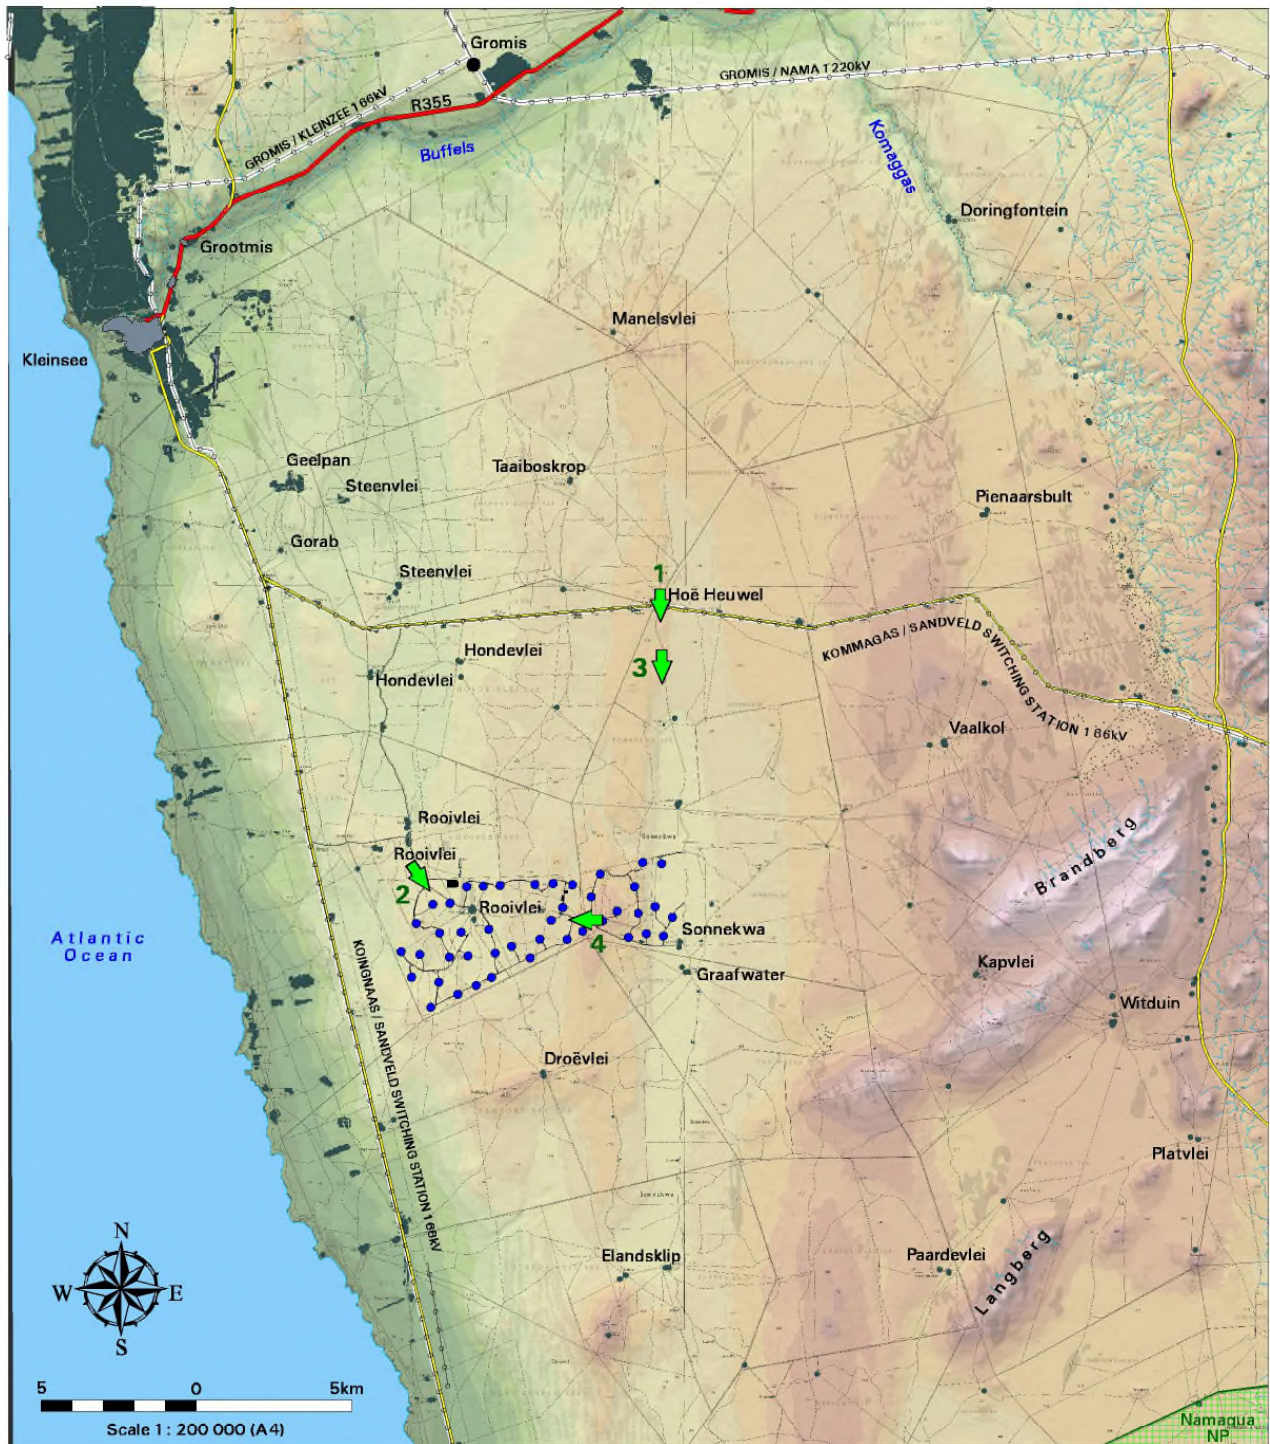 Gromis
GROMIS / NAMA 1 220kV
GROMIS / KLEINZEE 1 66kV
R355
Buffels
Komaggas
Doringfontein
Grootmis
Manelsvlei
Kleinsee
Geelpan
Steenvlei
Taaiboskrop
Pienaarsbult
Gorab
Steenvlei
1
Hoë Heuwel
KOMMAGAS / SANDVELD SWITCHING STATION 1 66kV
Hondevlei
3
Hondevlei
Vaalkol
Rooivlei
Rooivlei
Brandberg
2
Rooivlei
Sonnekwa
4
Atlantic
Ocean
Graafwater
Kapvlei
Witduin
KOINGNAAS / SANDVELD SWITCHING STATION 1 66kV
Droëvlei
Platvlei
Elandsklip
Paardevlei
Langberg
N
W E
S
5 0 5km
Scale 1 : 200 000 (A4)
Namaqua
NP